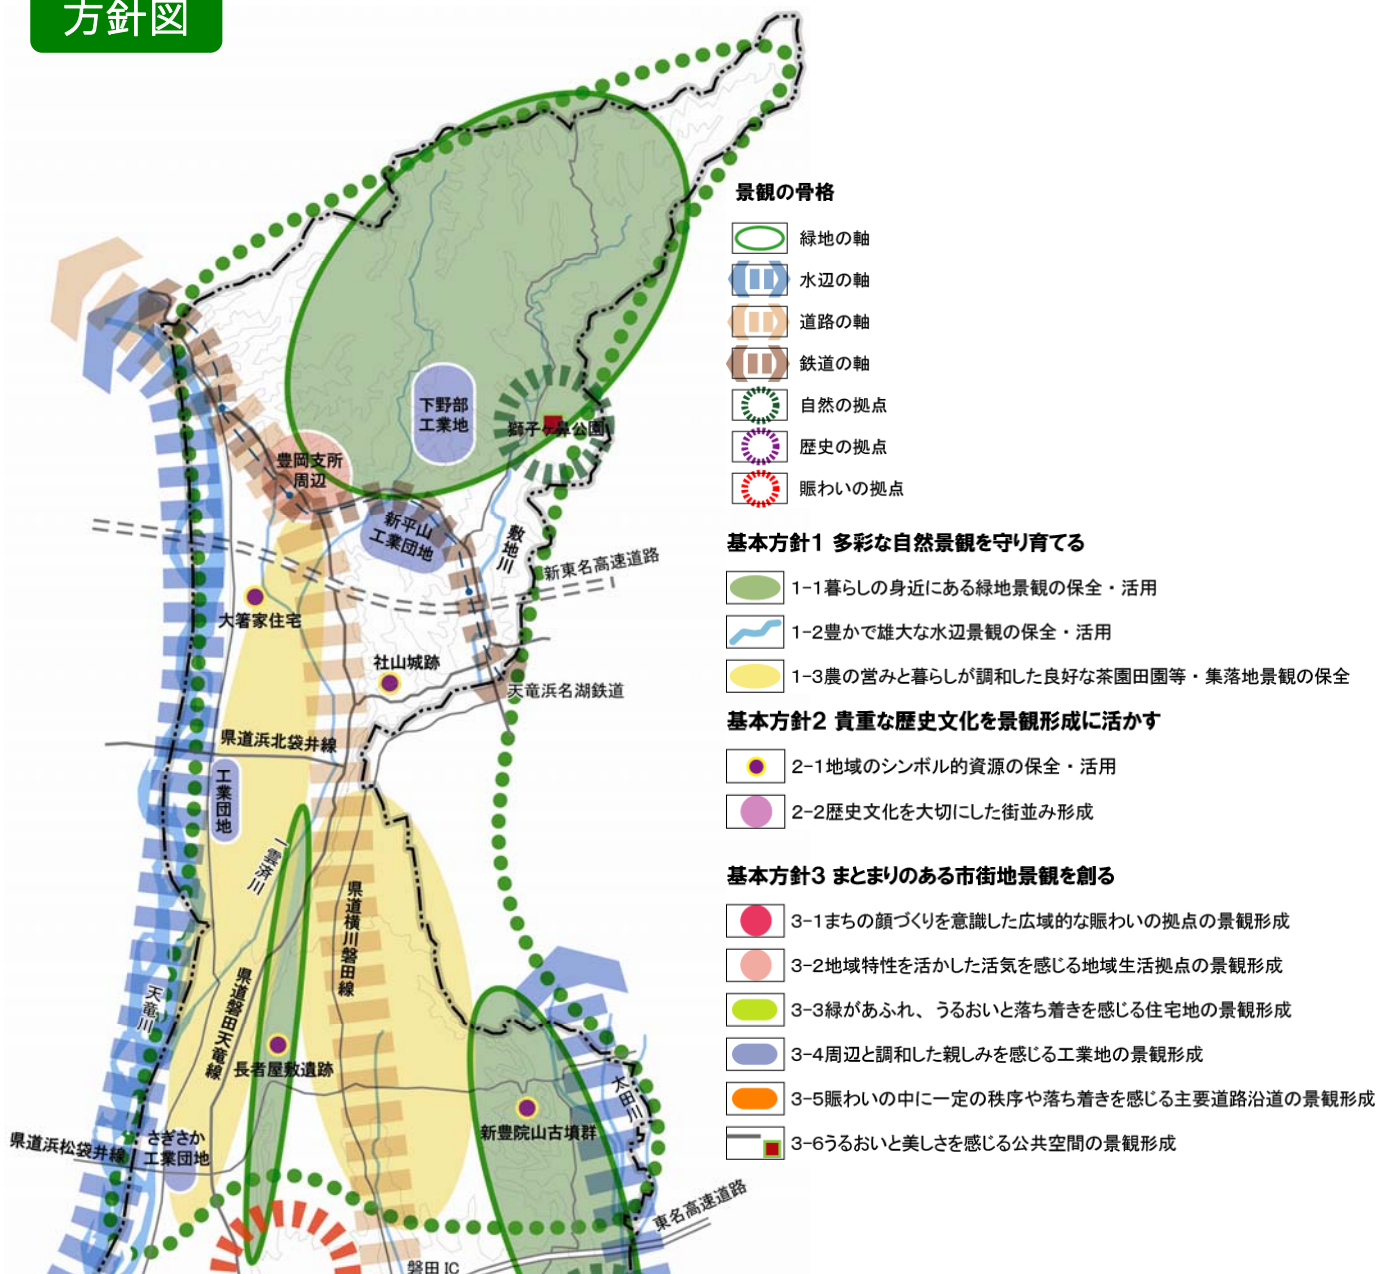 方針図
景観の骨格
緑地の軸
水辺の軸
道路の軸
鉄道の軸
自然の拠点
歴史の拠点
賑わいの拠点
基本方針1 多彩な自然景観を守り育てる
1-1暮らしの身近にある緑地景観の保全・活用
1-2豊かで雄大な水辺景観の保全・活用
1-3農の営みと暮らしが調和した良好な茶園田園等・集落地景観の保全
基本方針2 貴重な歴史文化を景観形成に活かす
2-1地域のシンボル的資源の保全・活用
2-2歴史文化を大切にした街並み形成
基本方針3 まとまりのある市街地景観を創る
3-1まちの顔づくりを意識した広域的な賑わいの拠点の景観形成
3-2地域特性を活かした活気を感じる地域生活拠点の景観形成
3-3緑があふれ、うるおいと落ち着きを感じる住宅地の景観形成
3-4周辺と調和した親しみを感じる工業地の景観形成
3-5賑わいの中に一定の秩序や落ち着きを感じる主要道路沿道の景観形成
3-6うるおいと美しさを感じる公共空間の景観形成
下野部
工業地
獅子ヶ鼻公園
豊岡支所
周辺
新平山
工業団地
敷地川
新東名高速道路
大箸家住宅
社山城跡
天竜浜名湖鉄道
県道浜北袋井線
工業団地
一雲済川
県道横川磐田線
天竜川
県道磐田天竜線
長者屋敷遺跡
太田川
新豊院山古墳群
県道浜松袋井線
さぎさか
工業団地
東名高速道路
磐田IC